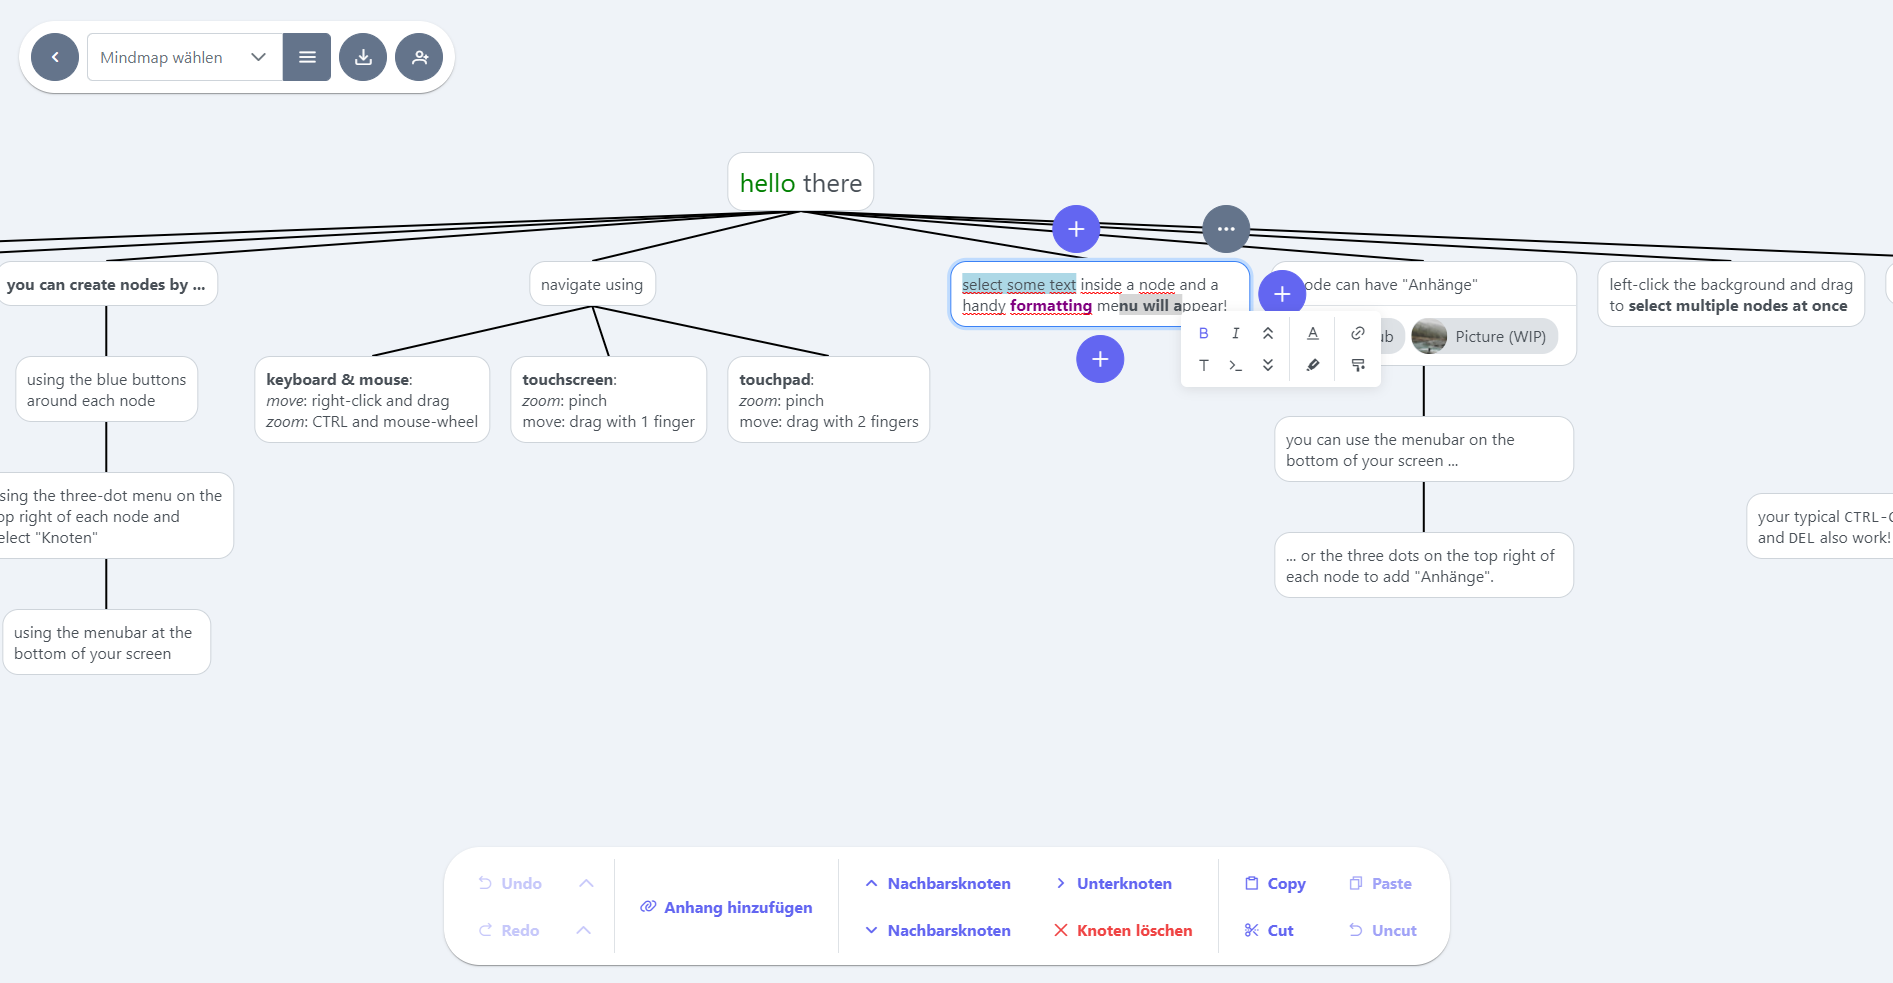 Mindmap wählen
hello there
you can create nodes by ...
navigate using
select some text inside a node and a
handy formatting menu will appear!
ode can have "Anhänge"
ub
Picture (WIP)
left-click the background and drag
to select multiple nodes at once
B I A
T
using the blue buttons
around each node
keyboard & mouse:
move: right-click and drag
zoom: CTRL and mouse-wheel
touchscreen:
zoom: pinch
move: drag with 1 finger
touchpad:
zoom: pinch
move: drag with 2 fingers
you can use the menubar on the
bottom of your screen ...
sing the three-dot menu on the
op right of each node and
elect "Knoten"
... or the three dots on the top right of
each node to add "Anhänge".
your typical CTRL-C
and DEL also work!
using the menubar at the
bottom of your screen
Undo
Redo
Anhang hinzufügen
Nachbarsknoten
Nachbarsknoten
Unterknoten
Knoten löschen
Copy
Cut
Paste
Uncut